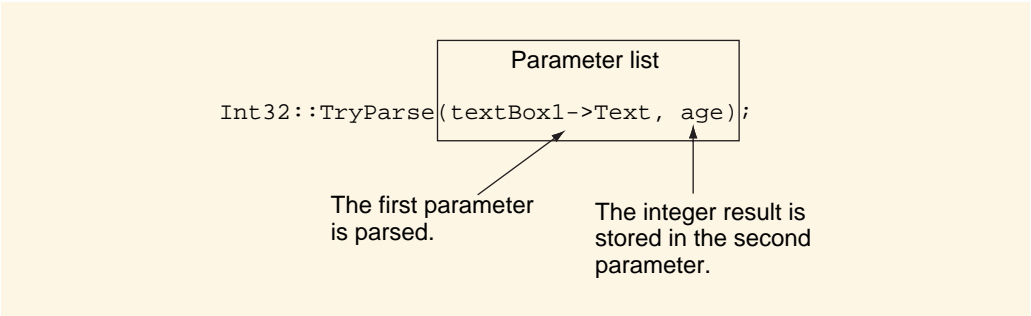 Parameter list
Int32::TryParse(textBox1->Text, age);
The first parameter
is parsed.
The integer result is
stored in the second
parameter.